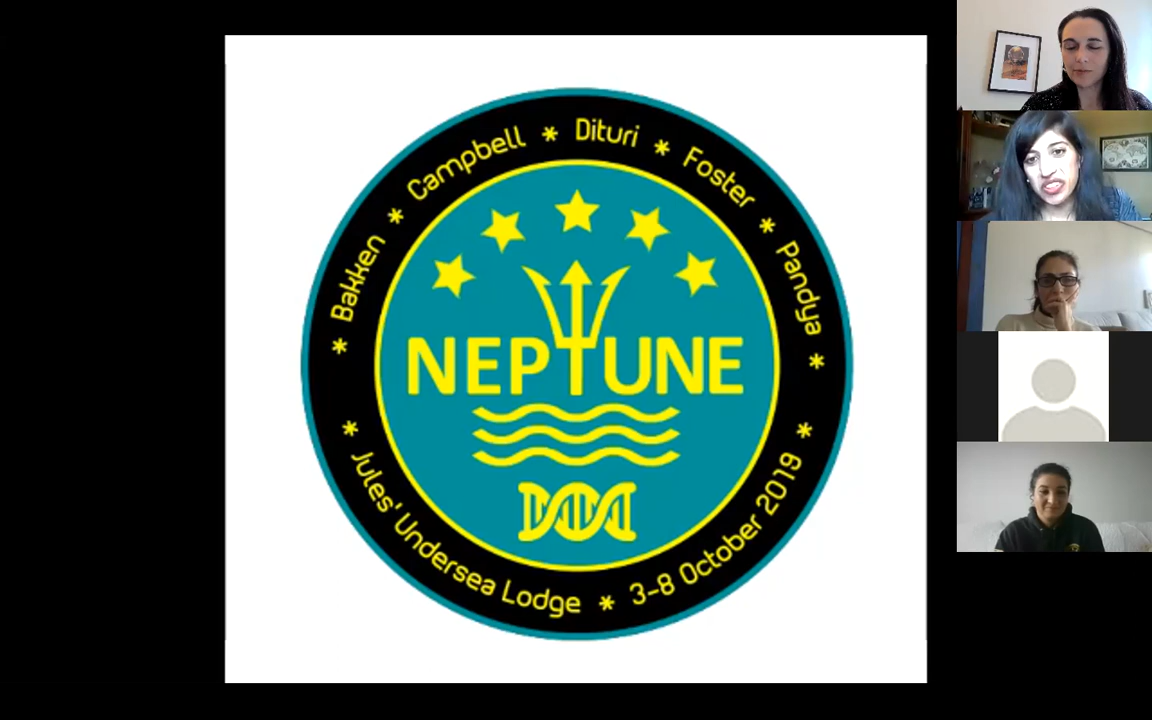 * Bakken * Campbell * Dituri * Foster * Pandya *
NEPTUNE
* Jules' Undersea Lodge * 3-8 October 2019 *